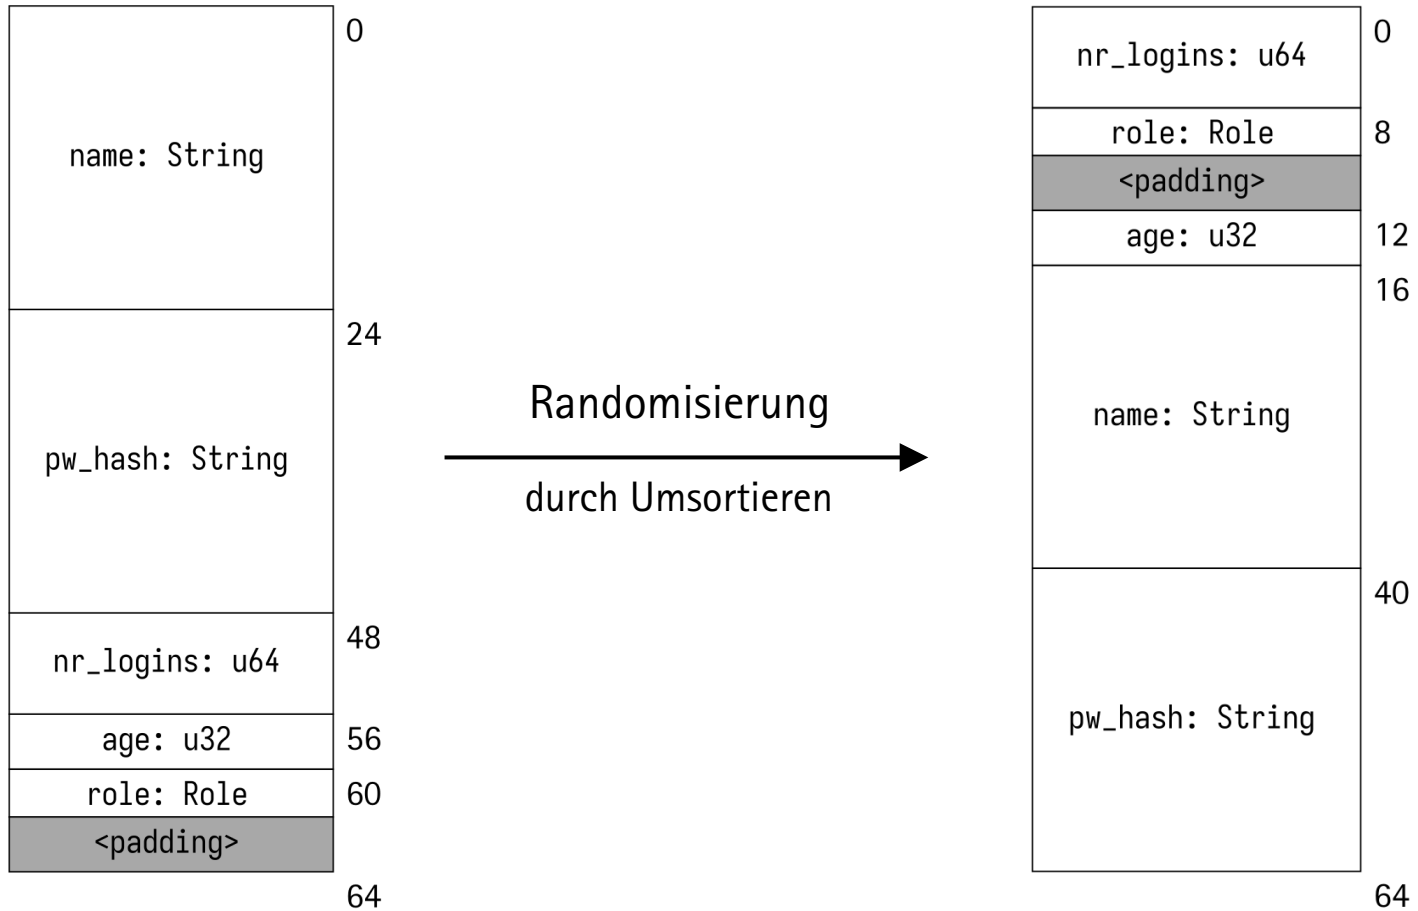 0
name: String
24
pw_hash: String
48
nr_logins: u64
age: u32
56
role: Role
60
<padding>
64
Randomisierung
durch Umsortieren
0
nr_logins: u64
role: Role
8
<padding>
age: u32
12
16
name: String
40
pw_hash: String
64